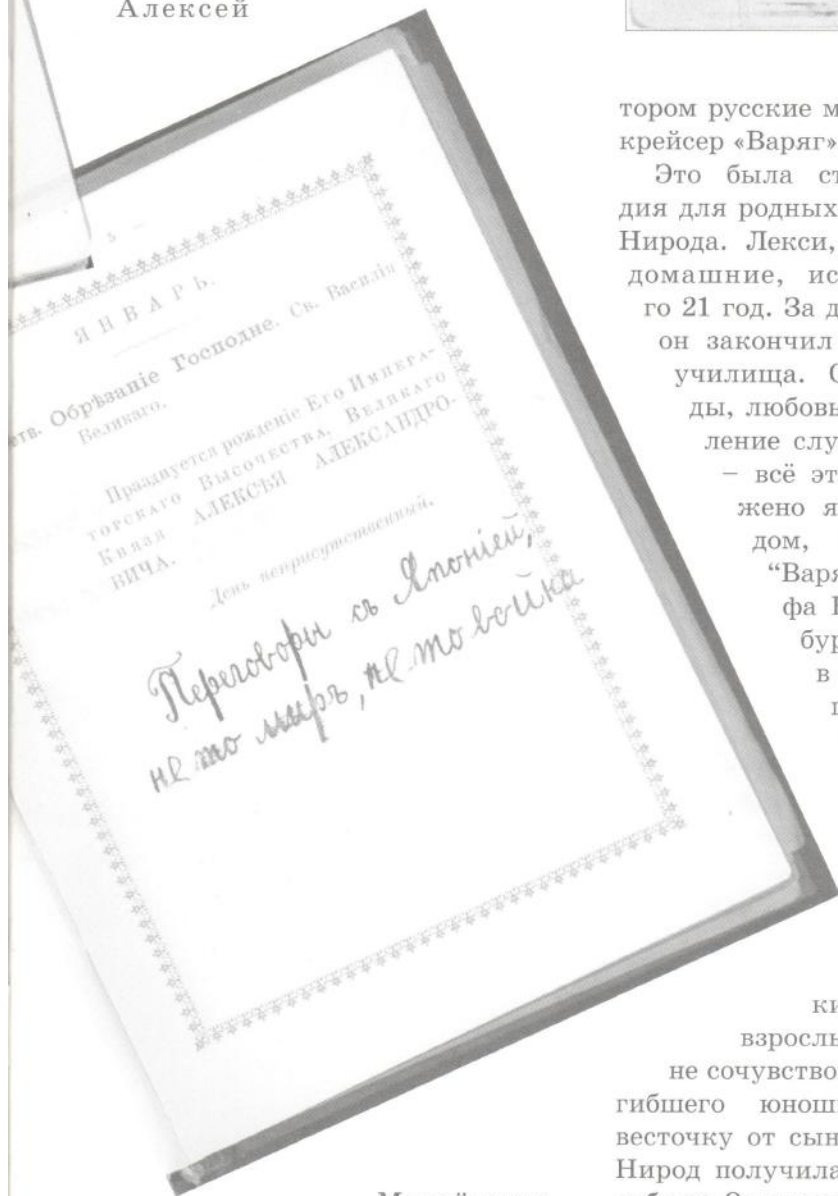 Алексей
тором русские м
крейсер «Варяг»
Это была ст
дия для родных
Нирода. Лекси,
домашние, ис
го 21 год. За д
он закончил
училища. С
ды, любовь
ление слу
– всё эт
жено я
дом,
"Варя
фа
бур
в
ки
взрослы
не сочувство
гибшего юнош
весточку от сын
Нирод получила
ЯНВАРЬ.
Обрѣзаніе Господне. Св. Василія
Великаго.
Празднуется рожденіе Его Импера-
торскаго Высочества, Великаго
Князя АЛЕКСѢЯ АЛЕКСАНДРО-
ВИЧА.
День неприсутственный.
Переговоры съ Японіей,
не то миръ, не то война